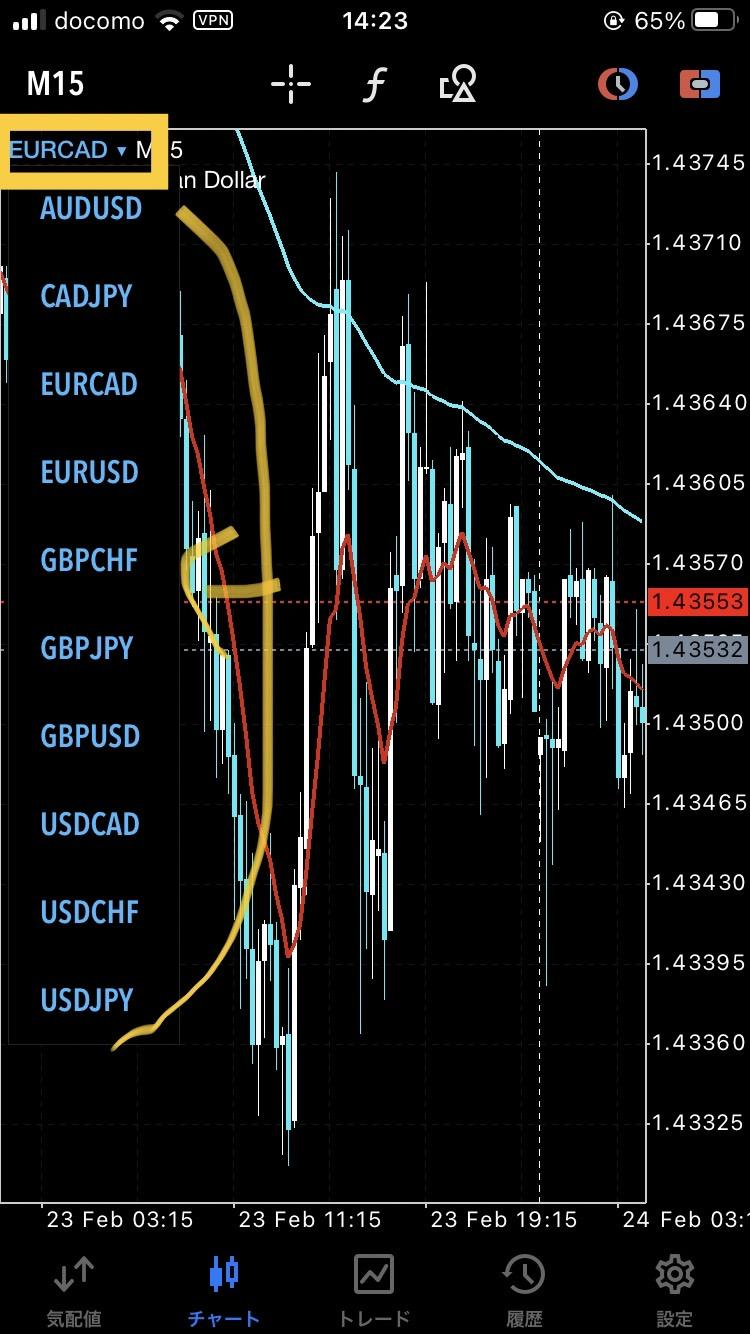 docomo VPN 14:23 65%
M15 f
EURCAD ▾ M 5
an Dollar
AUDUSD
CADJPY
EURCAD
EURUSD
GBPCHF
GBPJPY
GBPUSD
USDCAD
USDCHF
USDJPY
1.43745
1.43710
1.43675
1.43640
1.43605
1.43570
1.43553
1.43532
1.43500
1.43465
1.43430
1.43395
1.43360
1.43325
23 Feb 03:15 23 Feb 11:15 23 Feb 19:15 24 Feb 03:
気配値 チャート トレード 履歴 設定